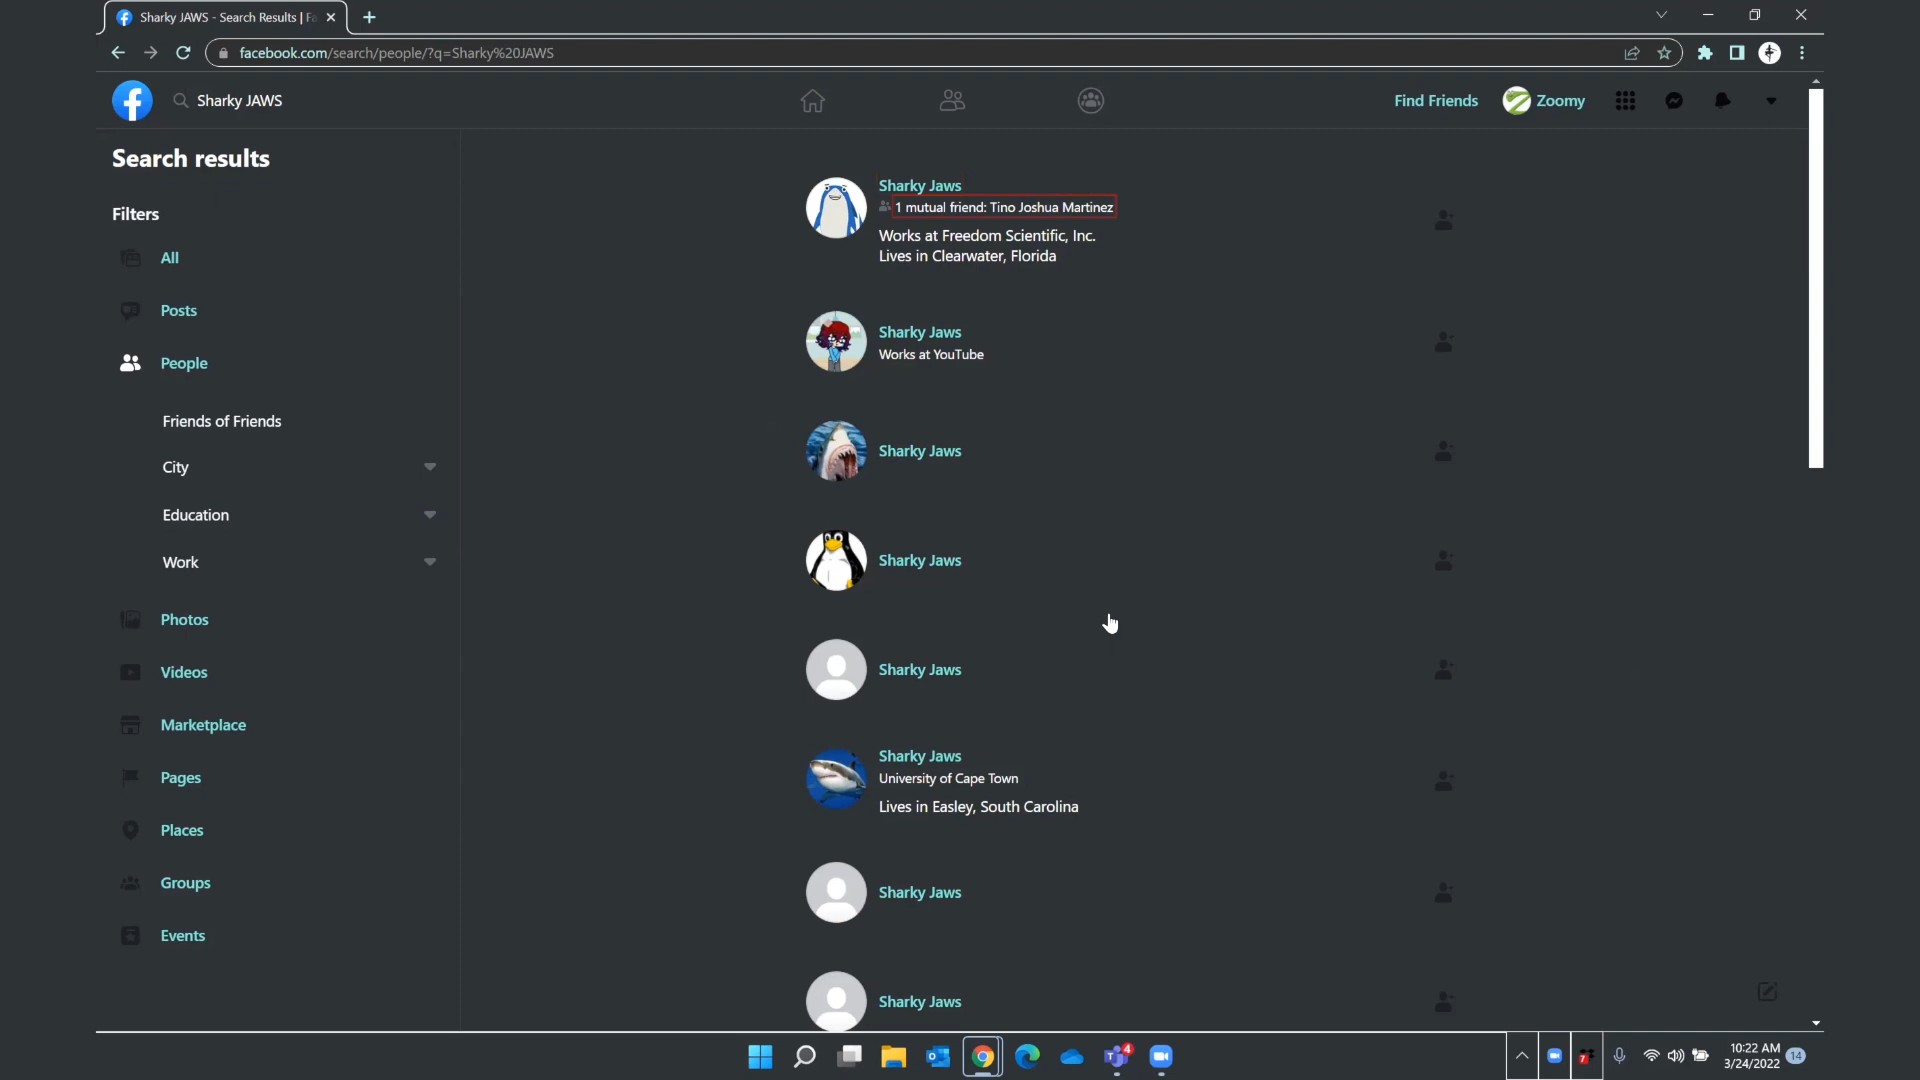 Sharky JAWS - Search Results | Fa
facebook.com/search/people/?q=Sharky%20JAWS
Sharky JAWS
Find Friends
Zoomy
Search results
Filters
All
Posts
People
Friends of Friends
City
Education
Work
Photos
Videos
Marketplace
Pages
Places
Groups
Events
Sharky Jaws
1 mutual friend: Tino Joshua Martinez
Works at Freedom Scientific, Inc.
Lives in Clearwater, Florida
Sharky Jaws
Works at YouTube
Sharky Jaws
Sharky Jaws
Sharky Jaws
Sharky Jaws
University of Cape Town
Lives in Easley, South Carolina
Sharky Jaws
Sharky Jaws
4
7
10:22 AM
3/24/2022
14